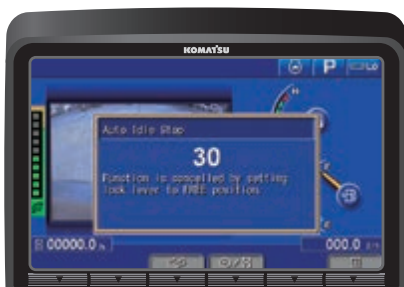 KOMATSU
P
Lo
Auto Idle Stop
30
Function is cancelled by setting
lock lever to FREE position
00000.0 h
000.0